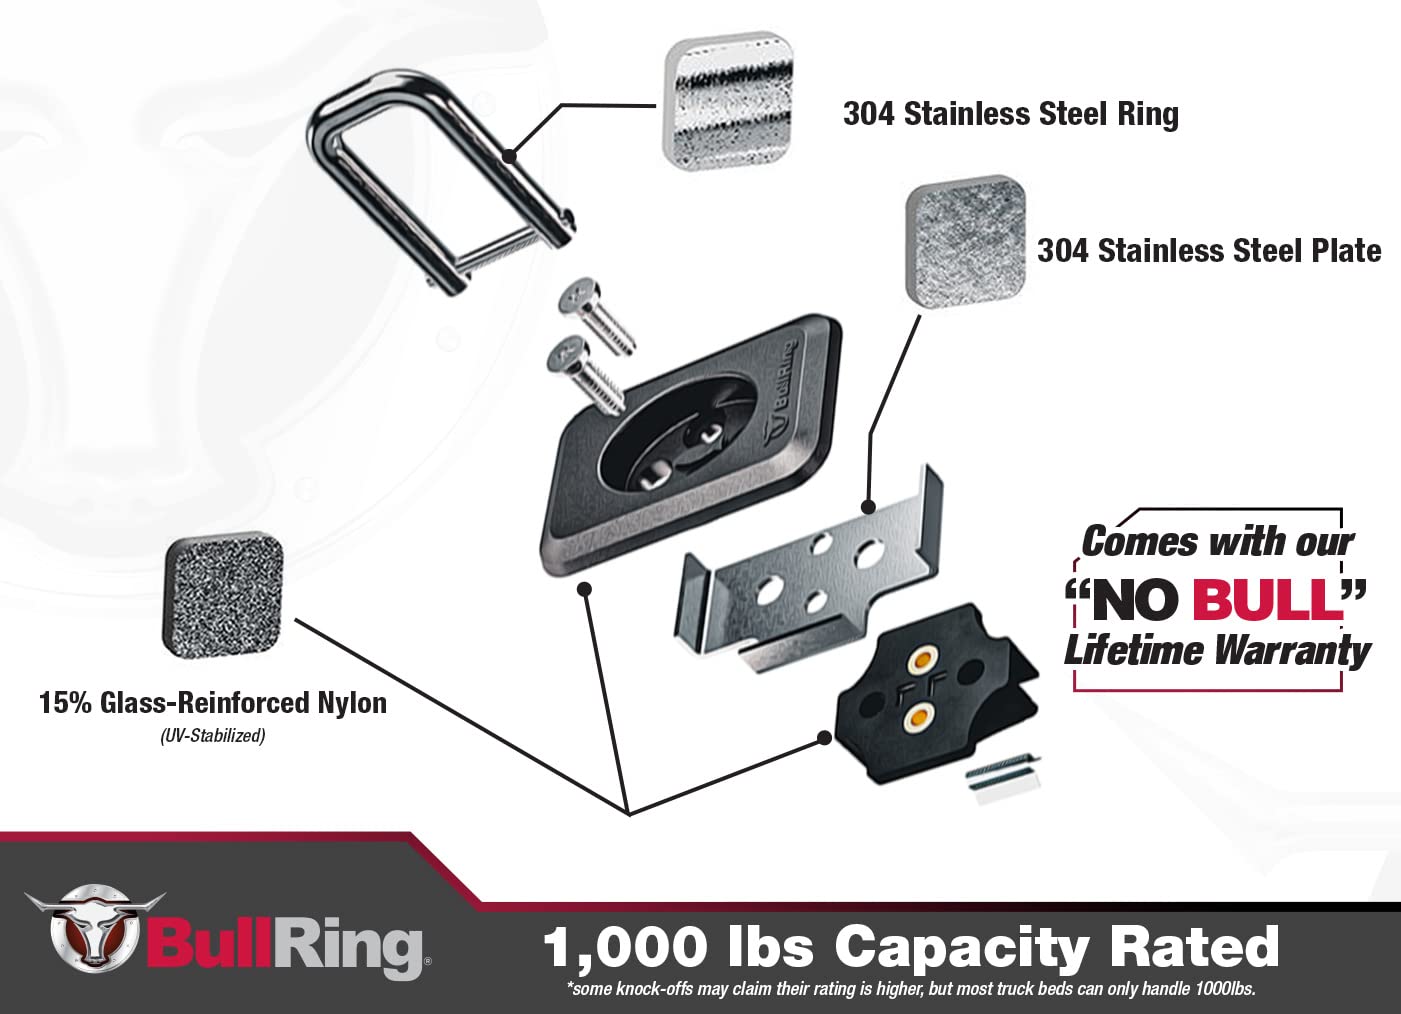 304 Stainless Steel Ring
304 Stainless Steel Plate
BullRing
Comes with our
“NO BULL”
Lifetime Warranty
15% Glass-Reinforced Nylon
(UV-Stabilized)
BullRing®
1,000 lbs Capacity Rated
*some knock-offs may claim their rating is higher, but most truck beds can only handle 1000lbs.